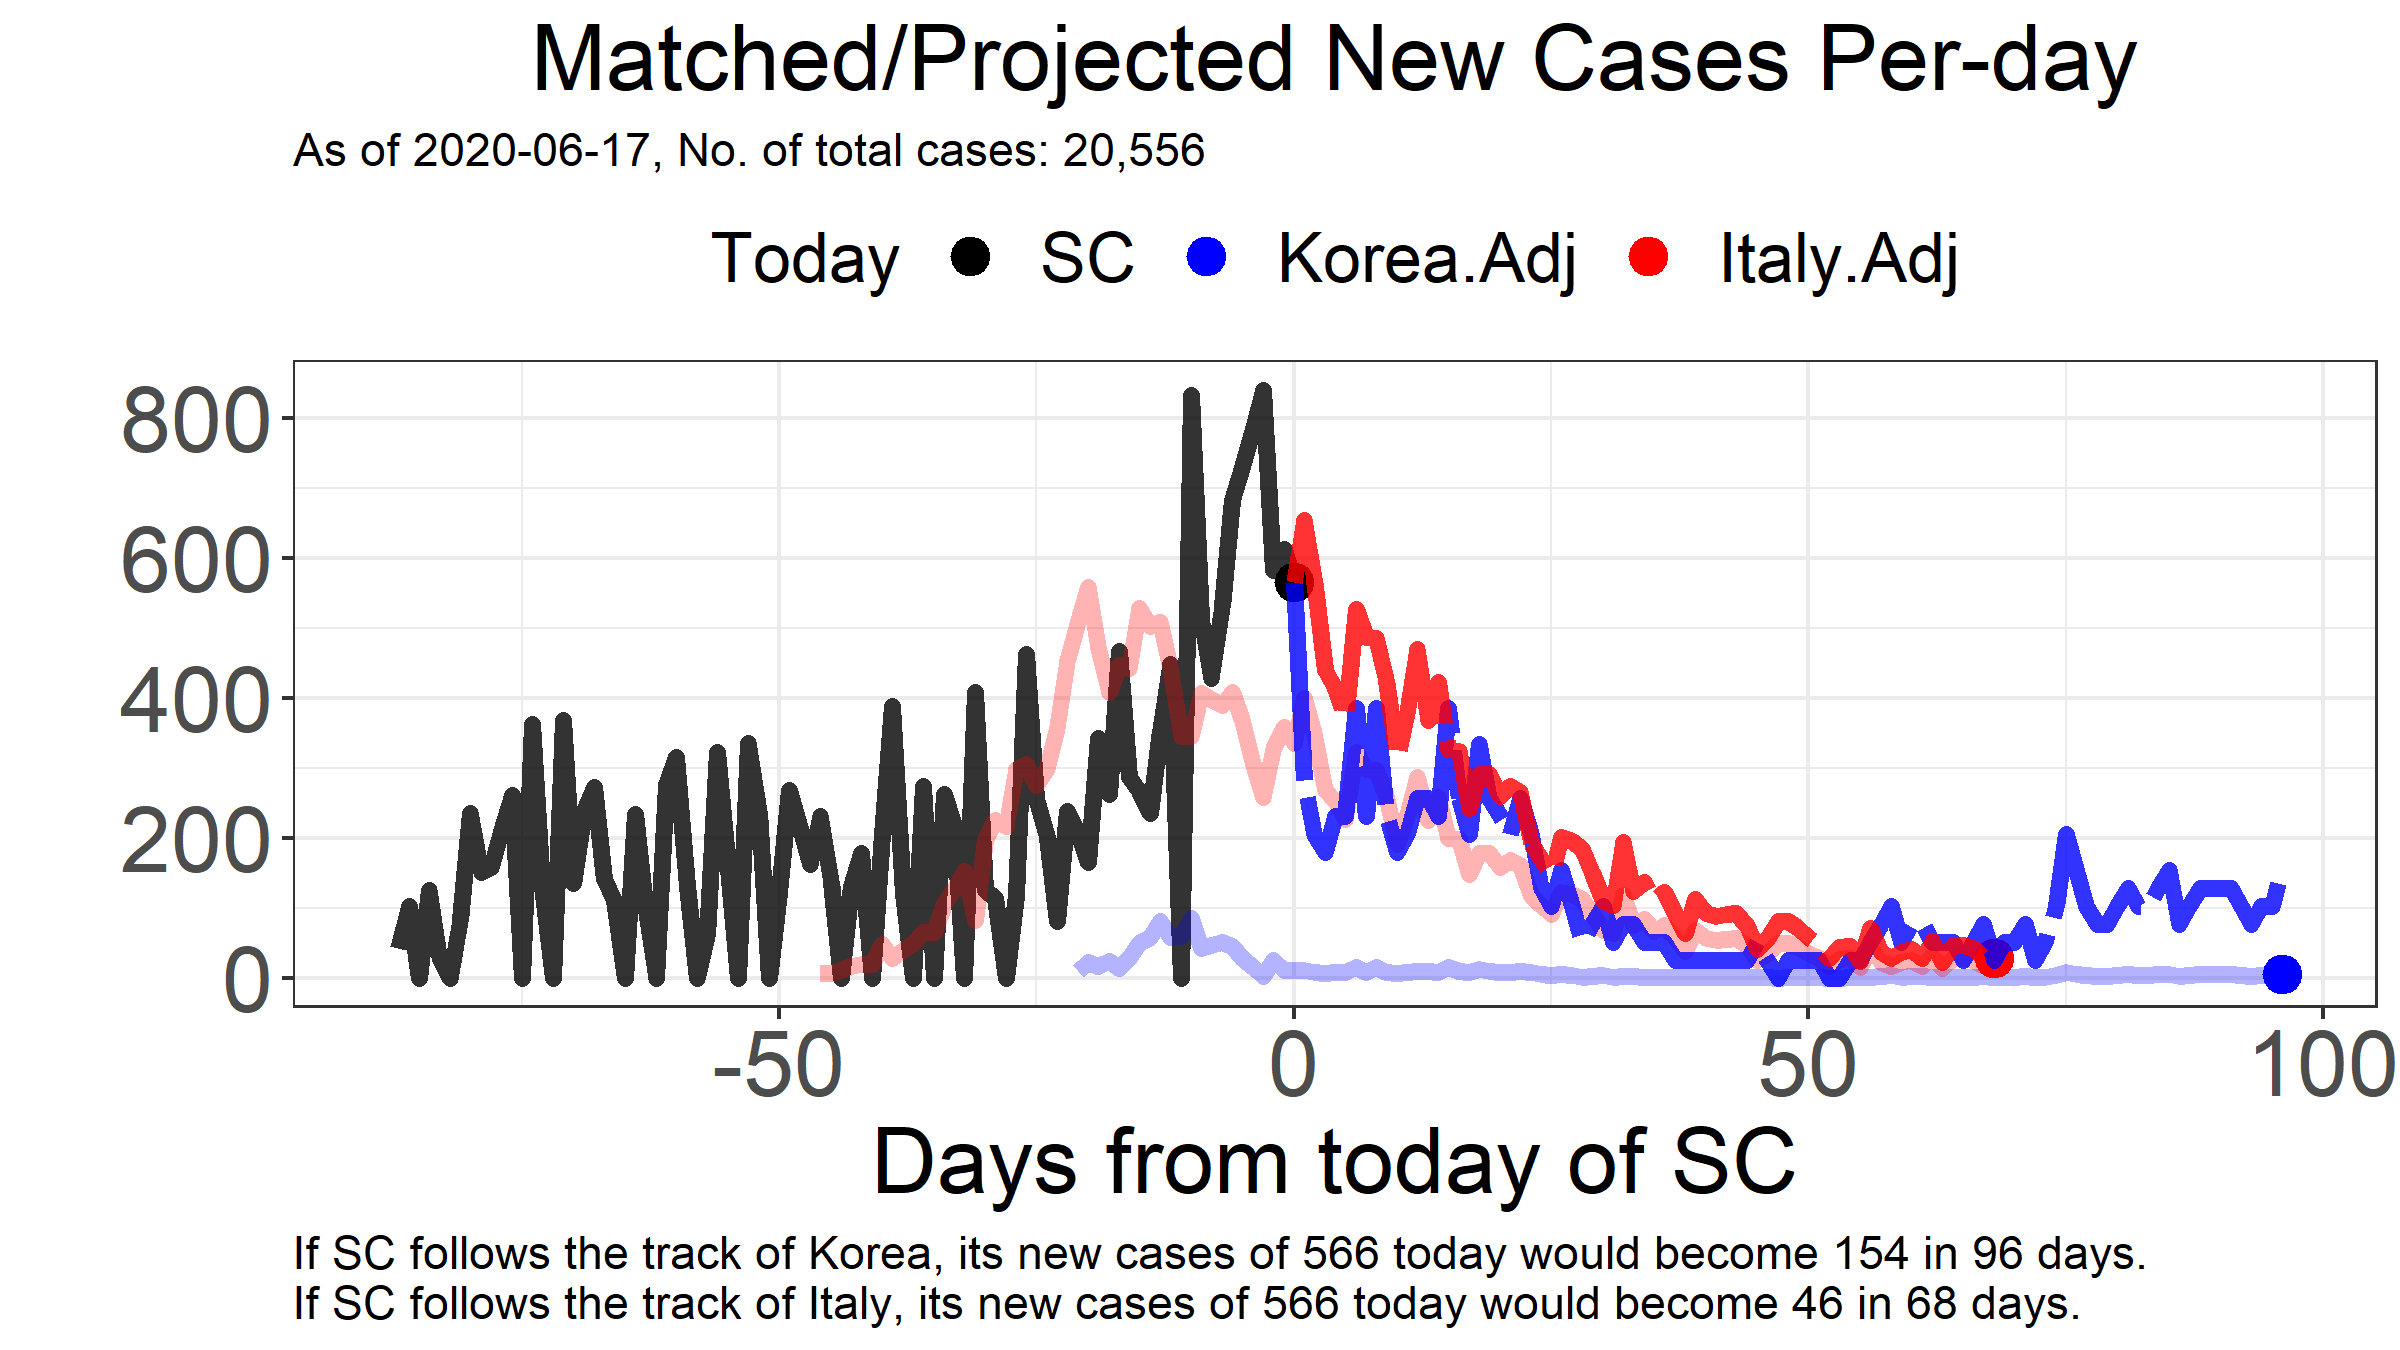 Matched/Projected New Cases Per-day
As of 2020-06-17, No. of total cases: 20,556
Today SC Korea.Adj Italy.Adj
800
600
400
200
0
-50 0 50 100
Days from today of SC
If SC follows the track of Korea, its new cases of 566 today would become 154 in 96 days.
If SC follows the track of Italy, its new cases of 566 today would become 46 in 68 days.